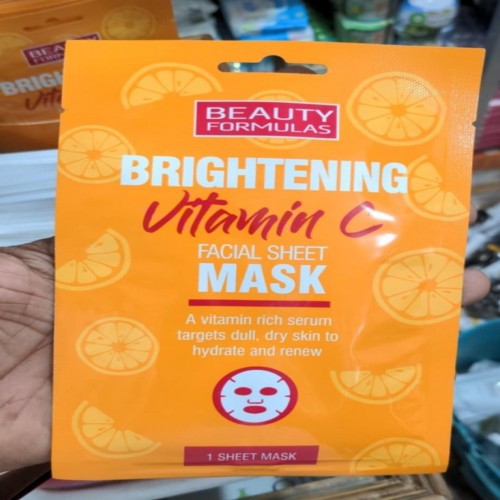 BEAUTY
FORMULAS
BRIGHTENING
Vitamin C
FACIAL SHEET
MASK
A vitamin rich serum
targets dull, dry skin to
hydrate and renew
1 SHEET MASK
BEAUTY